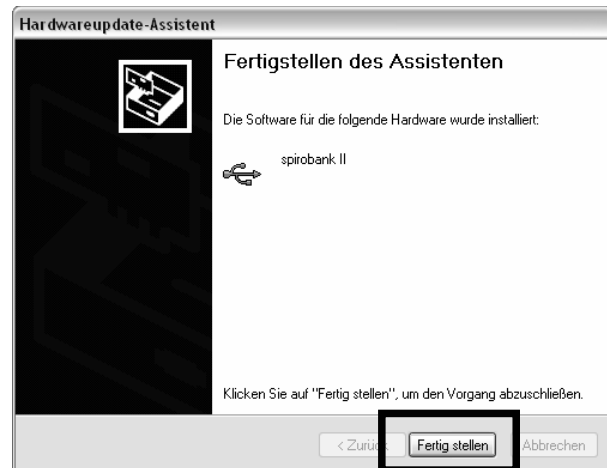 Hardwareupdate-Assistent
Fertigstellen des Assistenten
Die Software für die folgende Hardware wurde installiert:
spirobank II
Klicken Sie auf "Fertig stellen", um den Vorgang abzuschließen.
< Zurück Fertig stellen Abbrechen